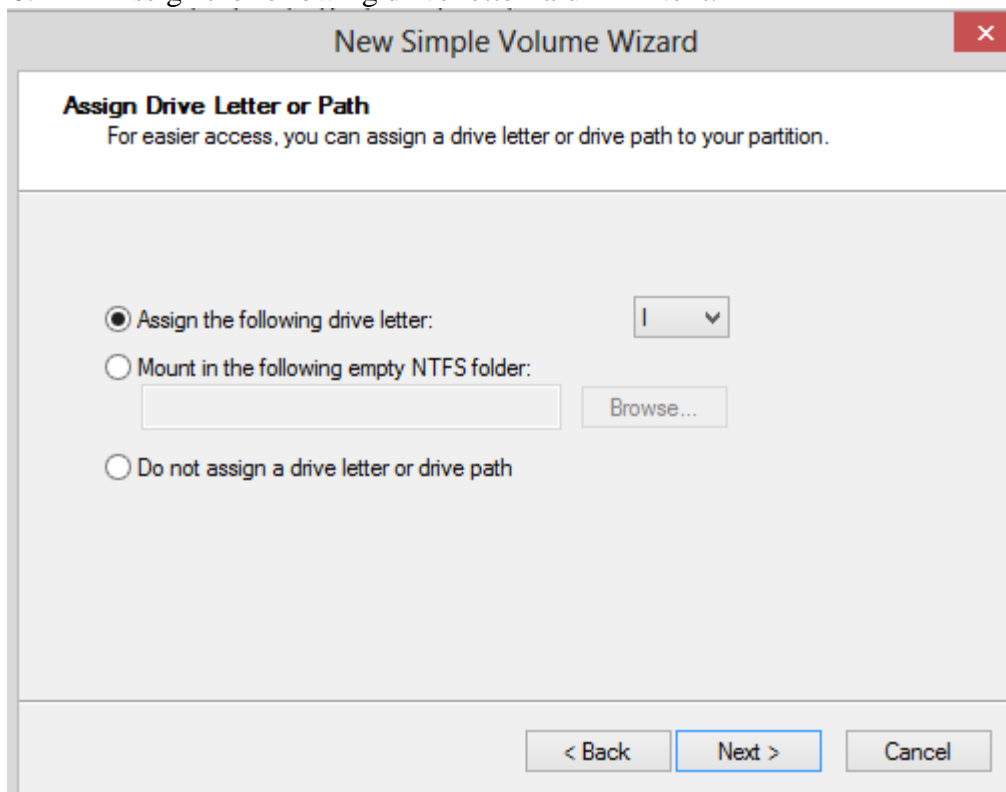 New Simple Volume Wizard
Assign Drive Letter or Path
For easier access, you can assign a drive letter or drive path to your partition.
Assign the following drive letter: I
Mount in the following empty NTFS folder:
Browse...
Do not assign a drive letter or drive path
< Back Next > Cancel